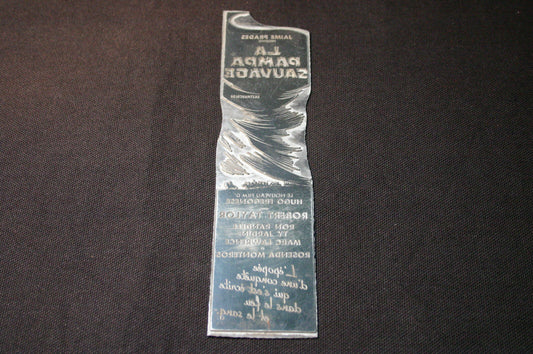 JAIME PRADES
LA
PAMPA
SAUVAGE
LE NOUVEAU FILM D'
HUGO FREGONESE
ROBERT TAYLOR
RON RANDELL
TY HARDIN
MARC LAWRENCE
ROSENDA MONTEROS
L'épopée
d'une conquête
qui s'est écrite
dans le feu
et le sang.